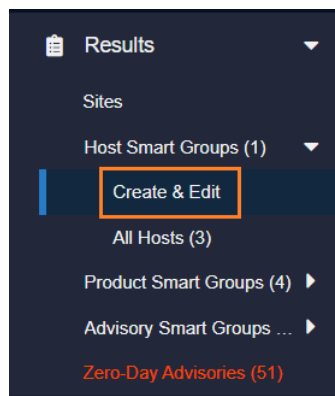 Results
Sites
Host Smart Groups (1)
Create & Edit
All Hosts (3)
Product Smart Groups (4)
Advisory Smart Groups ...
Zero-Day Advisories (51)